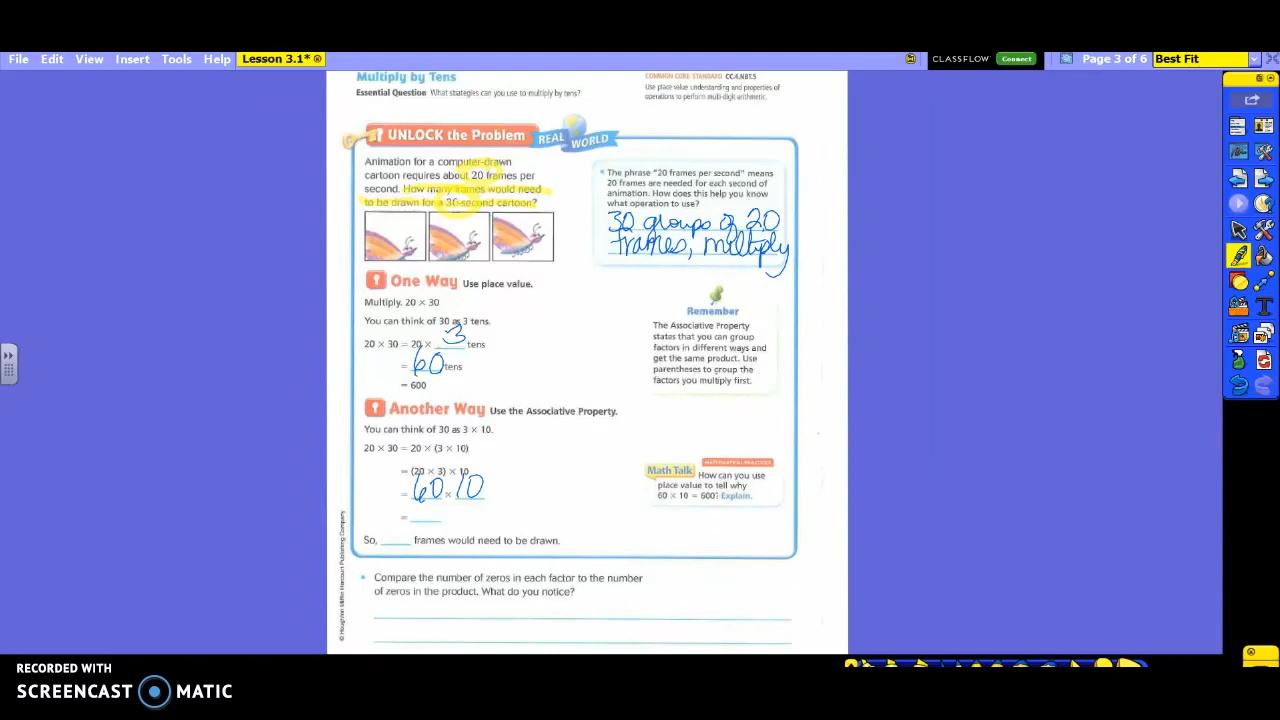 File Edit View Insert Tools Help Lesson 3.1*
CLASSFLOW Connect Page 3 of 6 Best Fit
Multiply by Tens
Essential Question What strategies can you use to multiply by tens?
COMMON CORE STANDARD CC.4.NBT.5
Use place value understanding and properties of
operations to perform multi-digit arithmetic.
UNLOCK the Problem REAL WORLD
Animation for a computer-drawn
cartoon requires about 20 frames per
second. How many frames would need
to be drawn for a 30-second cartoon?
• The phrase "20 frames per second" means
20 frames are needed for each second of
animation. How does this help you know
what operation to use?
30 groups of 20
frames, multiply
One Way Use place value.
Multiply. 20 × 30
You can think of 30 as 3 tens.
20 × 30 = 20 × 3 tens
= 60 tens
= 600
Remember
The Associative Property
states that you can group
factors in different ways and
get the same product. Use
parentheses to group the
factors you multiply first.
Another Way Use the Associative Property.
You can think of 30 as 3 × 10.
20 × 30 = 20 × (3 × 10)
= (20 × 3) × 10
= 60 × 10
= ____
So, ____ frames would need to be drawn.
MATHEMATICAL PRACTICES
Math Talk How can you use
place value to tell why
60 × 10 = 600? Explain.
• Compare the number of zeros in each factor to the number
of zeros in the product. What do you notice?
© Houghton Mifflin Harcourt Publishing Company
RECORDED WITH
SCREENCAST MATIC